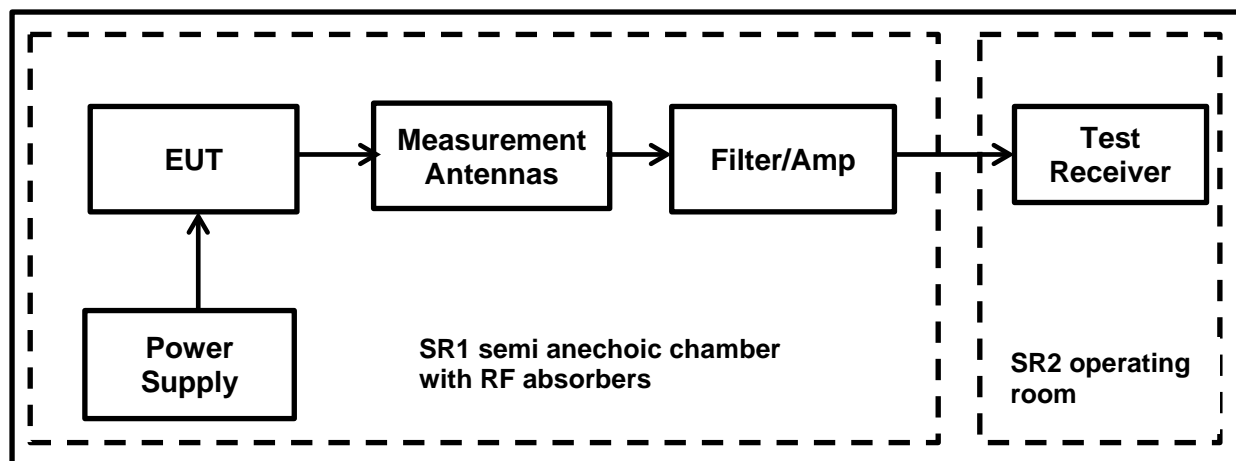 EUT
Measurement
Antennas
Filter/Amp
Test
Receiver
Power
Supply
SR1 semi anechoic chamber
with RF absorbers
SR2 operating
room